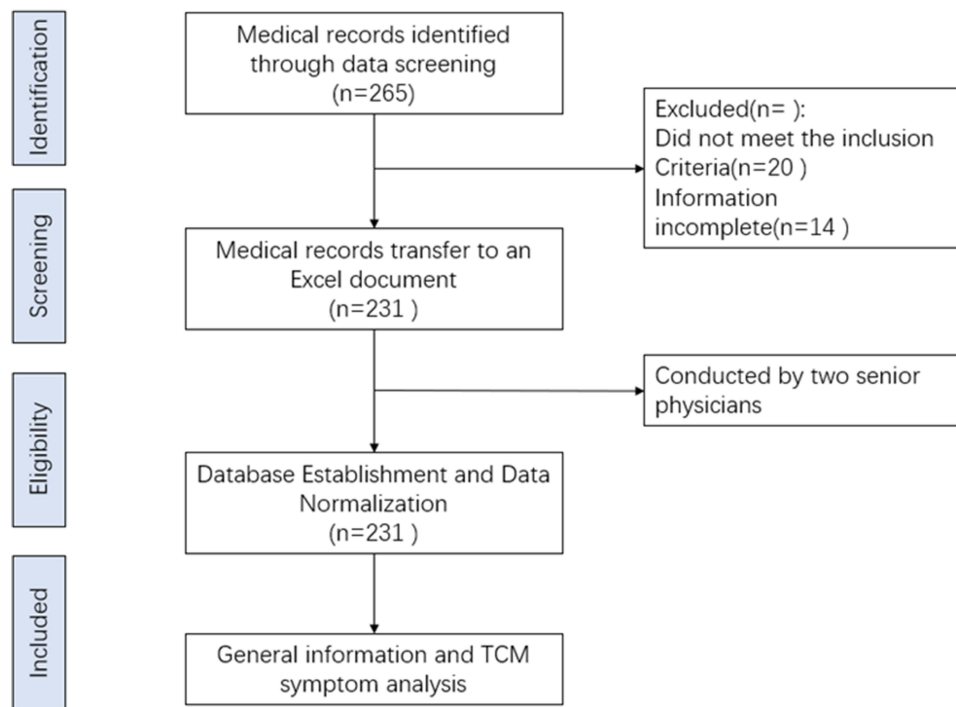 Identification
Medical records identified
through data screening
(n=265)
Excluded(n= ):
Did not meet the inclusion
Criteria(n=20 )
Information
incomplete(n=14 )
Screening
Medical records transfer to an
Excel document
(n=231 )
Conducted by two senior
physicians
Eligibility
Database Establishment and Data
Normalization
(n=231 )
Included
General information and TCM
symptom analysis